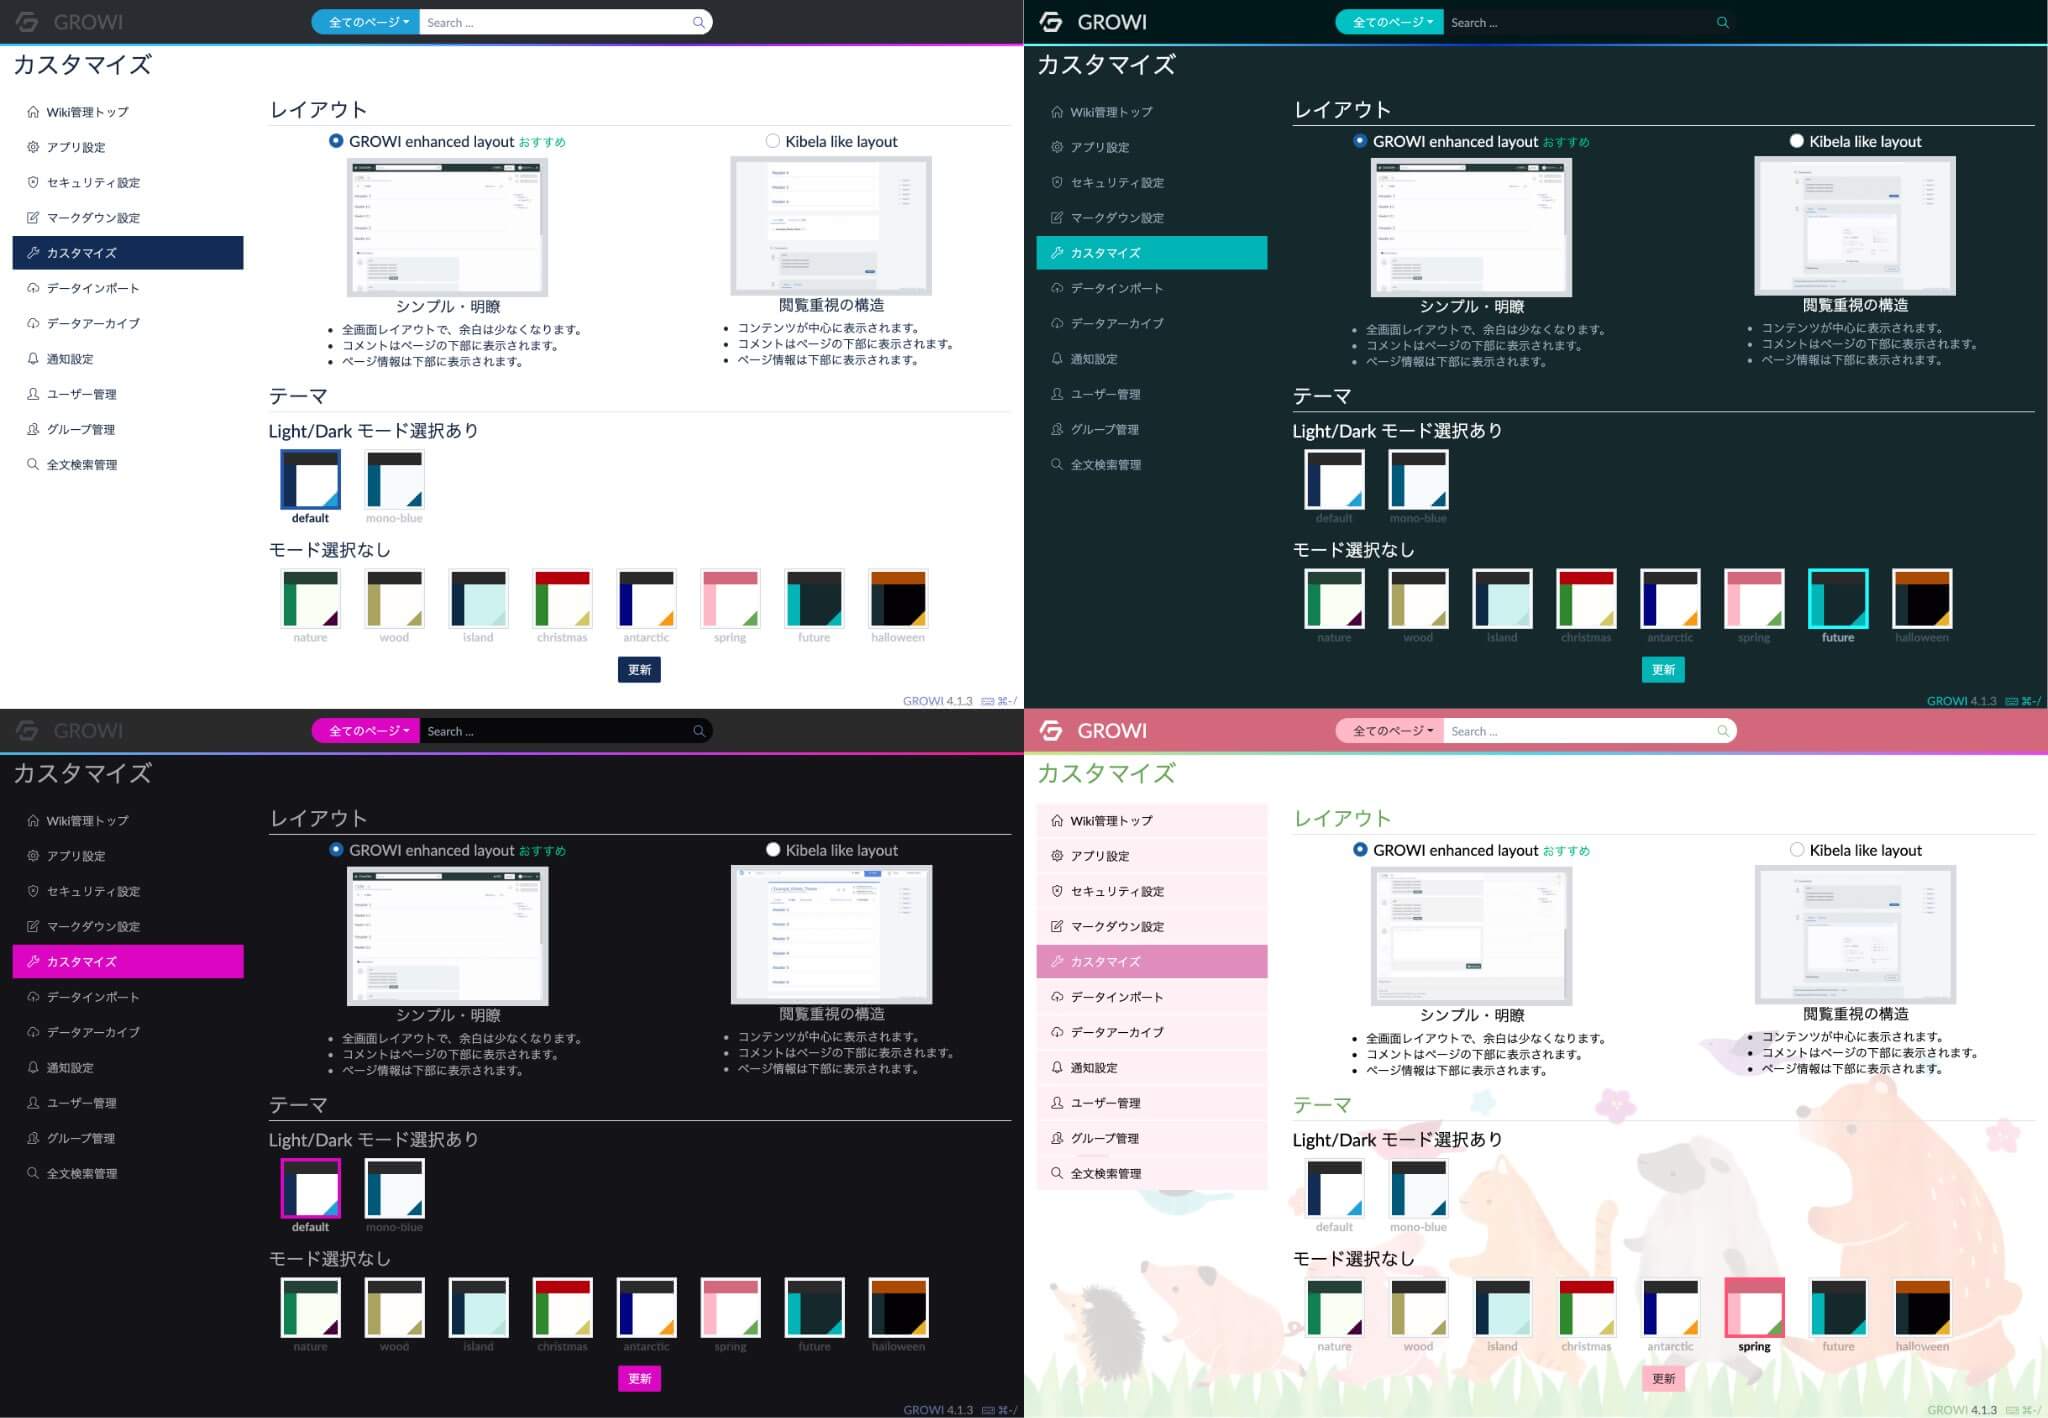 GROWI
全てのページ Search ...
カスタマイズ
Wiki管理トップ
アプリ設定
セキュリティ設定
マークダウン設定
カスタマイズ
データインポート
データアーカイブ
通知設定
ユーザー管理
グループ管理
全文検索管理
レイアウト
GROWI enhanced layout おすすめ
シンプル・明瞭
全画面レイアウトで、余白は少なくなります。
コメントはページの下部に表示されます。
ページ情報は下部に表示されます。
Kibela like layout
閲覧重視の構造
コンテンツが中心に表示されます。
コメントはページの下部に表示されます。
ページ情報は下部に表示されます。
テーマ
Light/Dark モード選択あり
default mono-blue
モード選択なし
nature wood island christmas antarctic spring future halloween
更新
GROWI 4.1.3 ⌘-/
GROWI
全てのページ Search ...
カスタマイズ
Wiki管理トップ
アプリ設定
セキュリティ設定
マークダウン設定
カスタマイズ
データインポート
データアーカイブ
通知設定
ユーザー管理
グループ管理
全文検索管理
レイアウト
GROWI enhanced layout おすすめ
シンプル・明瞭
全画面レイアウトで、余白は少なくなります。
コメントはページの下部に表示されます。
ページ情報は下部に表示されます。
Kibela like layout
閲覧重視の構造
コンテンツが中心に表示されます。
コメントはページの下部に表示されます。
ページ情報は下部に表示されます。
テーマ
Light/Dark モード選択あり
default mono-blue
モード選択なし
nature wood island christmas antarctic spring future halloween
更新
GROWI 4.1.3 ⌘-/
GROWI
全てのページ Search ...
カスタマイズ
Wiki管理トップ
アプリ設定
セキュリティ設定
マークダウン設定
カスタマイズ
データインポート
データアーカイブ
通知設定
ユーザー管理
グループ管理
全文検索管理
レイアウト
GROWI enhanced layout おすすめ
シンプル・明瞭
全画面レイアウトで、余白は少なくなります。
コメントはページの下部に表示されます。
ページ情報は下部に表示されます。
Kibela like layout
閲覧重視の構造
コンテンツが中心に表示されます。
コメントはページの下部に表示されます。
ページ情報は下部に表示されます。
テーマ
Light/Dark モード選択あり
default mono-blue
モード選択なし
nature wood island christmas antarctic spring future halloween
更新
GROWI 4.1.3 ⌘-/
GROWI
全てのページ Search ...
カスタマイズ
Wiki管理トップ
アプリ設定
セキュリティ設定
マークダウン設定
カスタマイズ
データインポート
データアーカイブ
通知設定
ユーザー管理
グループ管理
全文検索管理
レイアウト
GROWI enhanced layout おすすめ
シンプル・明瞭
全画面レイアウトで、余白は少なくなります。
コメントはページの下部に表示されます。
ページ情報は下部に表示されます。
Kibela like layout
閲覧重視の構造
コンテンツが中心に表示されます。
コメントはページの下部に表示されます。
ページ情報は下部に表示されます。
テーマ
Light/Dark モード選択あり
default mono-blue
モード選択なし
nature wood island christmas antarctic spring future halloween
更新
GROWI 4.1.3 ⌘-/